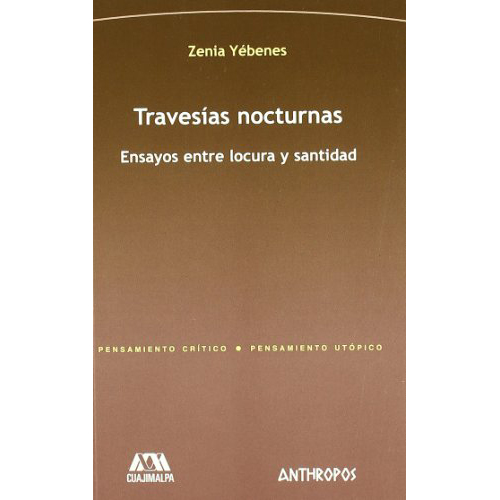 Zenia Yébenes
Travesías nocturnas
Ensayos entre locura y santidad
PENSAMIENTO CRÍTICO • PENSAMIENTO UTÓPICO
CUAJIMALPA
ANTHROPOS